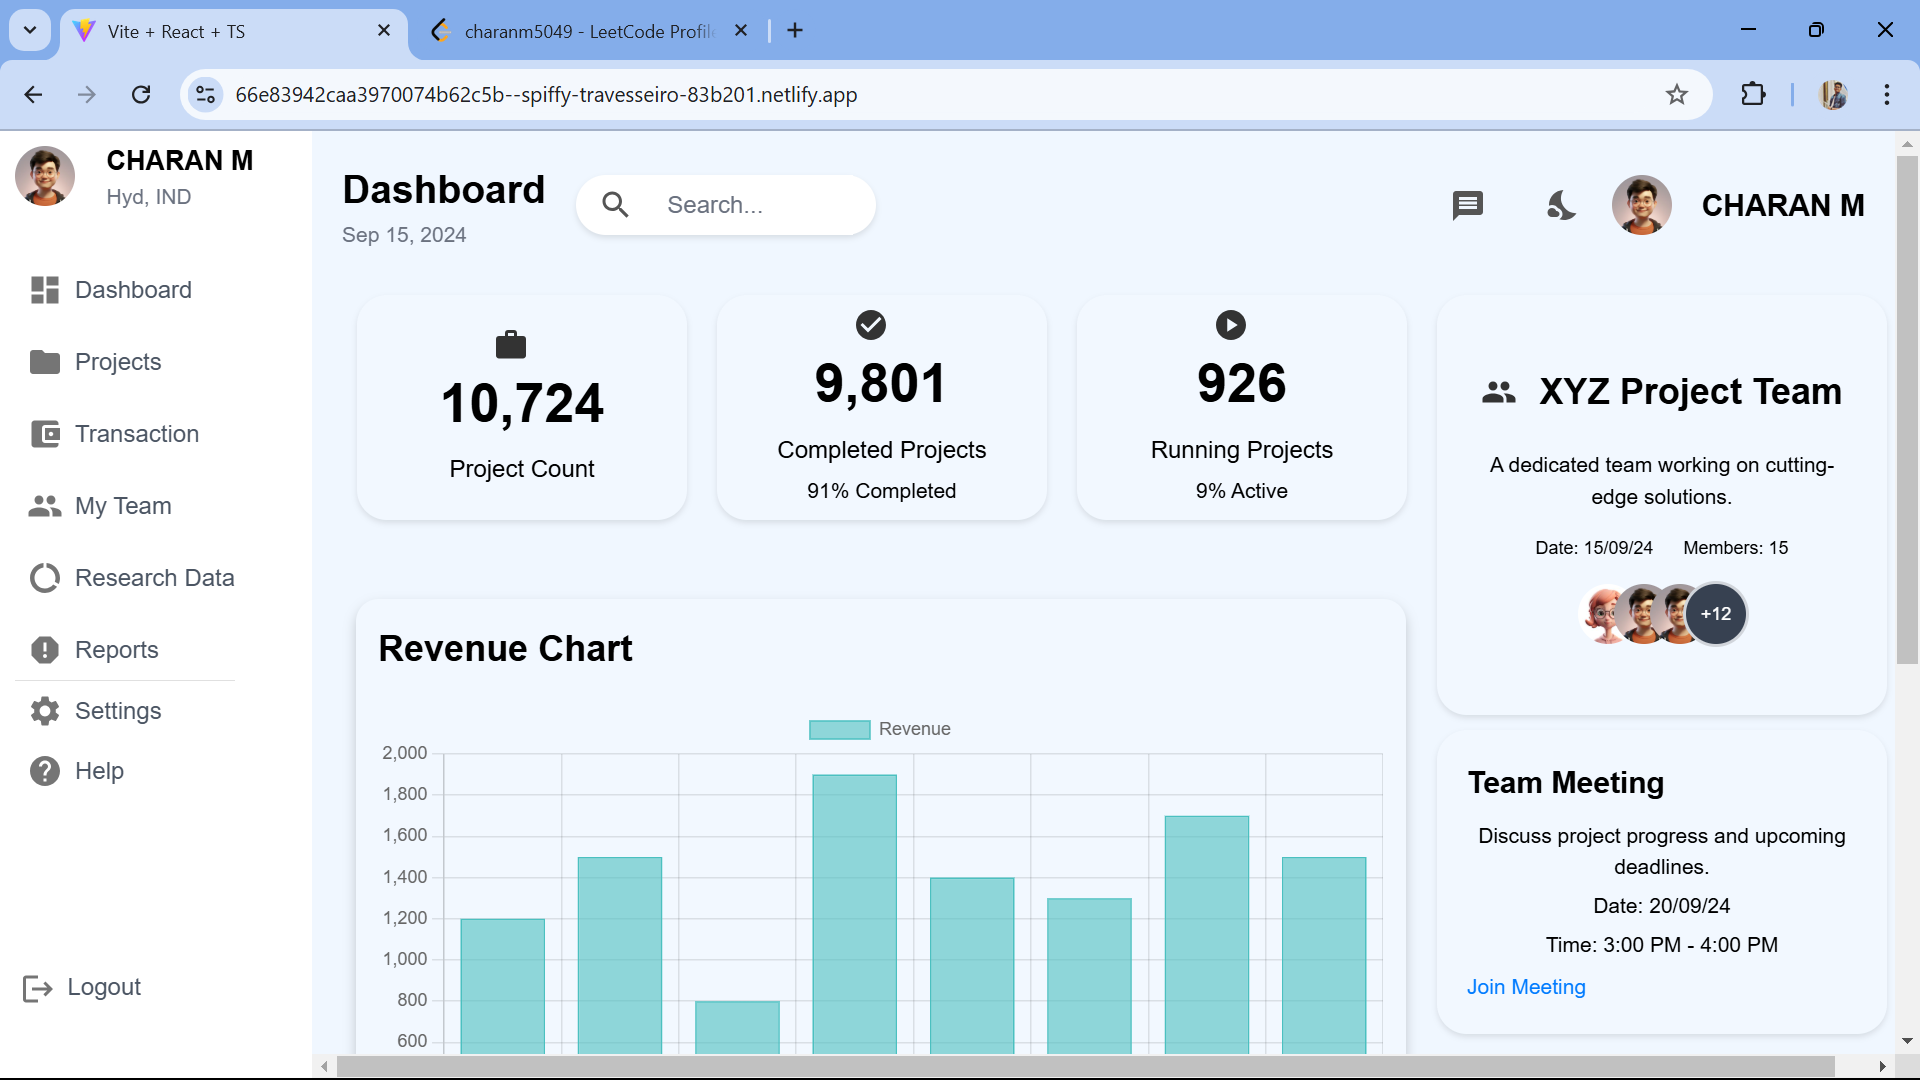 Vite + React + TS
charanm5049 - LeetCode Profile
66e83942caa3970074b62c5b--spiffy-travesseiro-83b201.netlify.app
CHARAN M
Hyd, IND
Dashboard
Projects
Transaction
My Team
Research Data
Reports
Settings
Help
Logout
Dashboard
Sep 15, 2024
Search...
CHARAN M
10,724
Project Count
9,801
Completed Projects
91% Completed
926
Running Projects
9% Active
XYZ Project Team
A dedicated team working on cutting-
edge solutions.
Date: 15/09/24 Members: 15
+12
Revenue Chart
Revenue
2,000
1,800
1,600
1,400
1,200
1,000
800
600
Team Meeting
Discuss project progress and upcoming
deadlines.
Date: 20/09/24
Time: 3:00 PM - 4:00 PM
Join Meeting